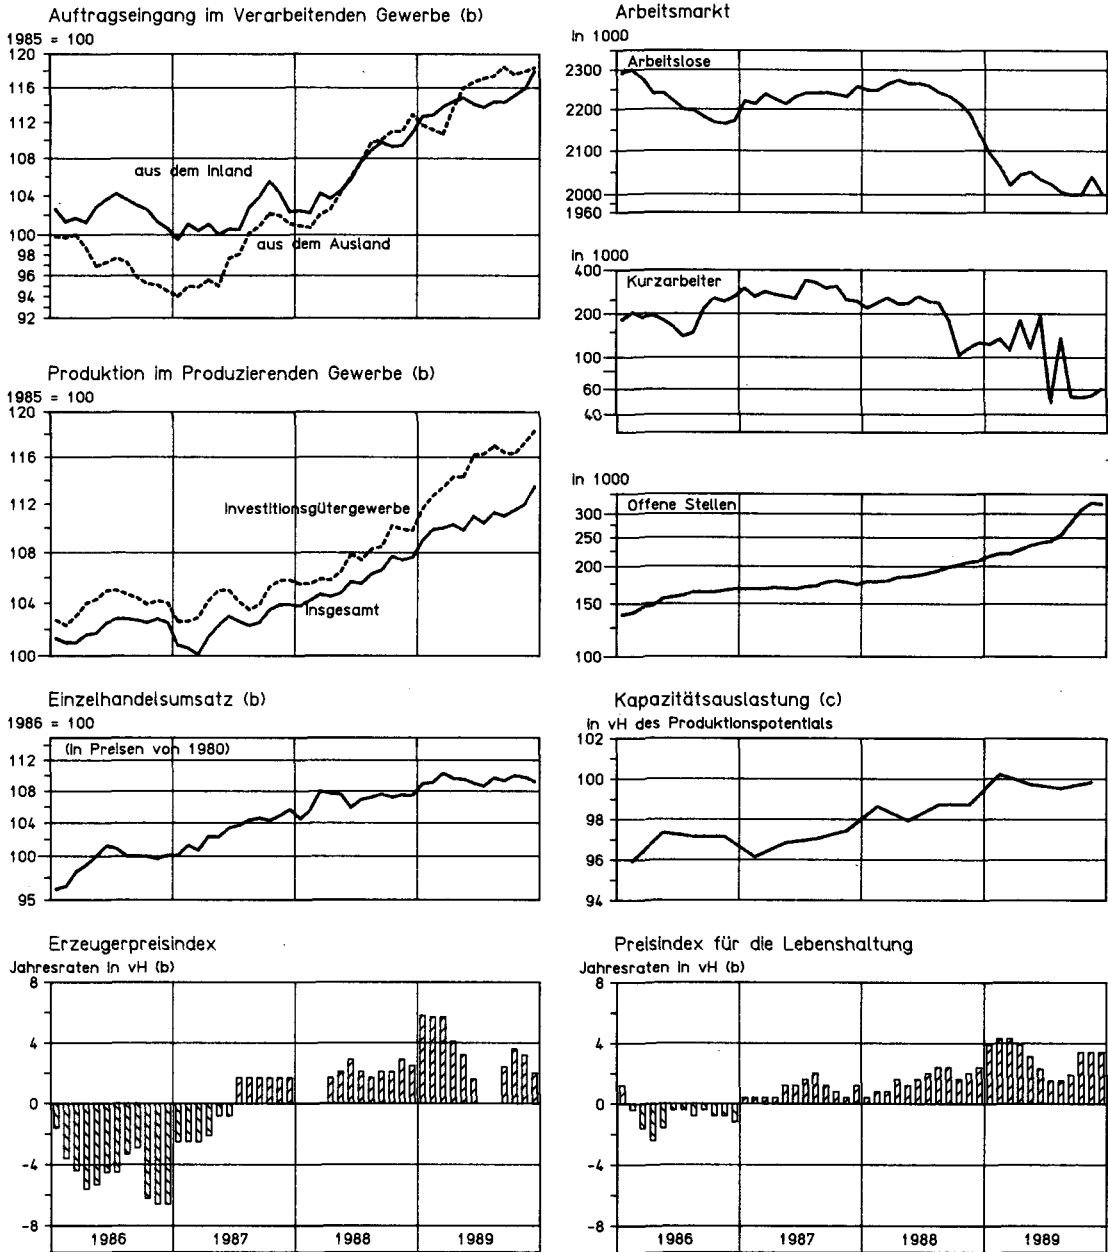 Auftragseingang im Verarbeitenden Gewerbe (b)
1985 = 100
120
116
112
108
104
100
98
96
94
92
aus dem Inland
aus dem Ausland
Produktion im Produzierenden Gewerbe (b)
1985 = 100
120
116
112
108
104
100
Investitionsgütergewerbe
Insgesamt
Einzelhandelsumsatz (b)
1986 = 100
(in Preisen von 1980)
112
108
104
100
95
Erzeugerpreisindex
Jahresraten in vH (b)
8
4
0
-4
-8
1986
1987
1988
1989
Arbeitsmarkt
in 1000
Arbeitslose
2300
2200
2100
2000
1960
in 1000
Kurzarbeiter
400
200
100
60
40
in 1000
Offene Stellen
300
250
200
150
100
Kapazitätsauslastung (c)
in vH des Produktionspotentials
102
100
98
96
94
Preisindex für die Lebenshaltung
Jahresraten in vH (b)
8
4
0
-4
-8
1986
1987
1988
1989